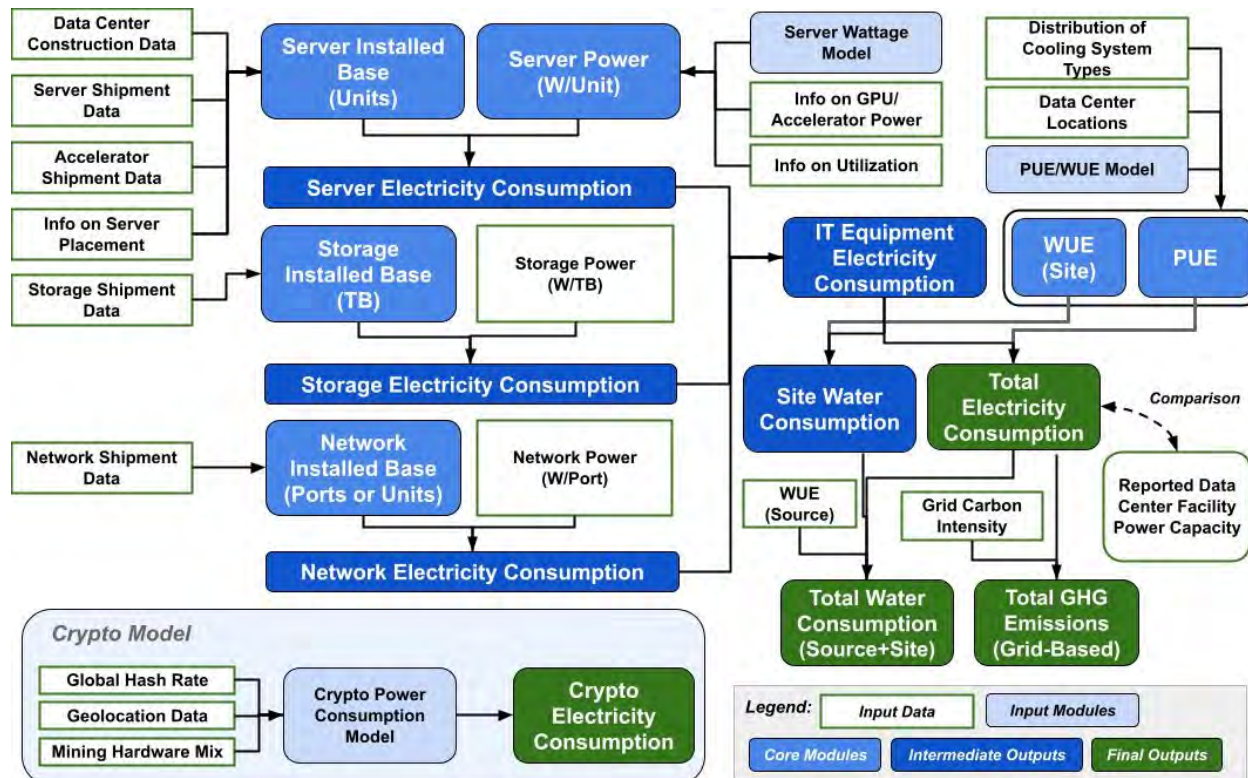 Data Center
Construction Data
Server Shipment
Data
Accelerator
Shipment Data
Info on Server
Placement
Storage Shipment
Data
Network Shipment
Data
Server Installed
Base
(Units)
Server Power
(W/Unit)
Server Electricity Consumption
Storage
Installed Base
(TB)
Storage Power
(W/TB)
Storage Electricity Consumption
Network
Installed Base
(Ports or Units)
Network Power
(W/Port)
Network Electricity Consumption
Server Wattage
Model
Info on GPU/
Accelerator Power
Info on Utilization
Distribution of
Cooling System
Types
Data Center
Locations
PUE/WUE Model
IT Equipment
Electricity
Consumption
WUE
(Site)
PUE
Site Water
Consumption
Total
Electricity
Consumption
Comparison
Reported Data
Center Facility
Power Capacity
WUE
(Source)
Grid Carbon
Intensity
Total Water
Consumption
(Source+Site)
Total GHG
Emissions
(Grid-Based)
Crypto Model
Global Hash Rate
Geolocation Data
Mining Hardware Mix
Crypto Power
Consumption
Model
Crypto
Electricity
Consumption
Legend:
Input Data
Input Modules
Core Modules
Intermediate Outputs
Final Outputs